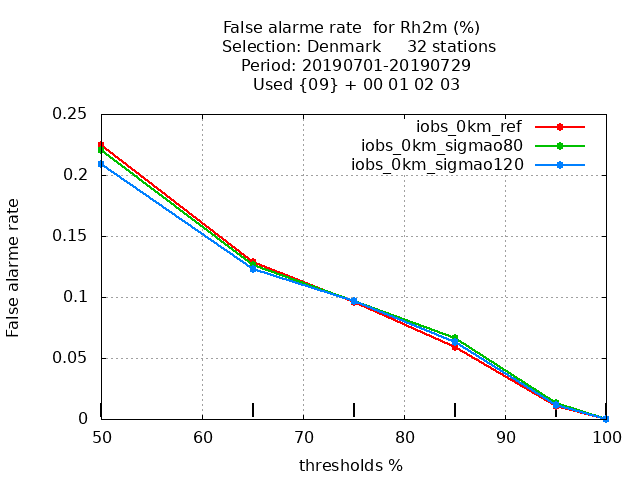 False alarme rate  for Rh2m (%)
Selection: Denmark     32 stations
Period: 20190701-20190729
Used {09} + 00 01 02 03
iobs_0km_ref
iobs_0km_sigmao80
iobs_0km_sigmao120
False alarme rate
0.25
0.2
0.15
0.1
0.05
0
50 60 70 80 90 100
thresholds %